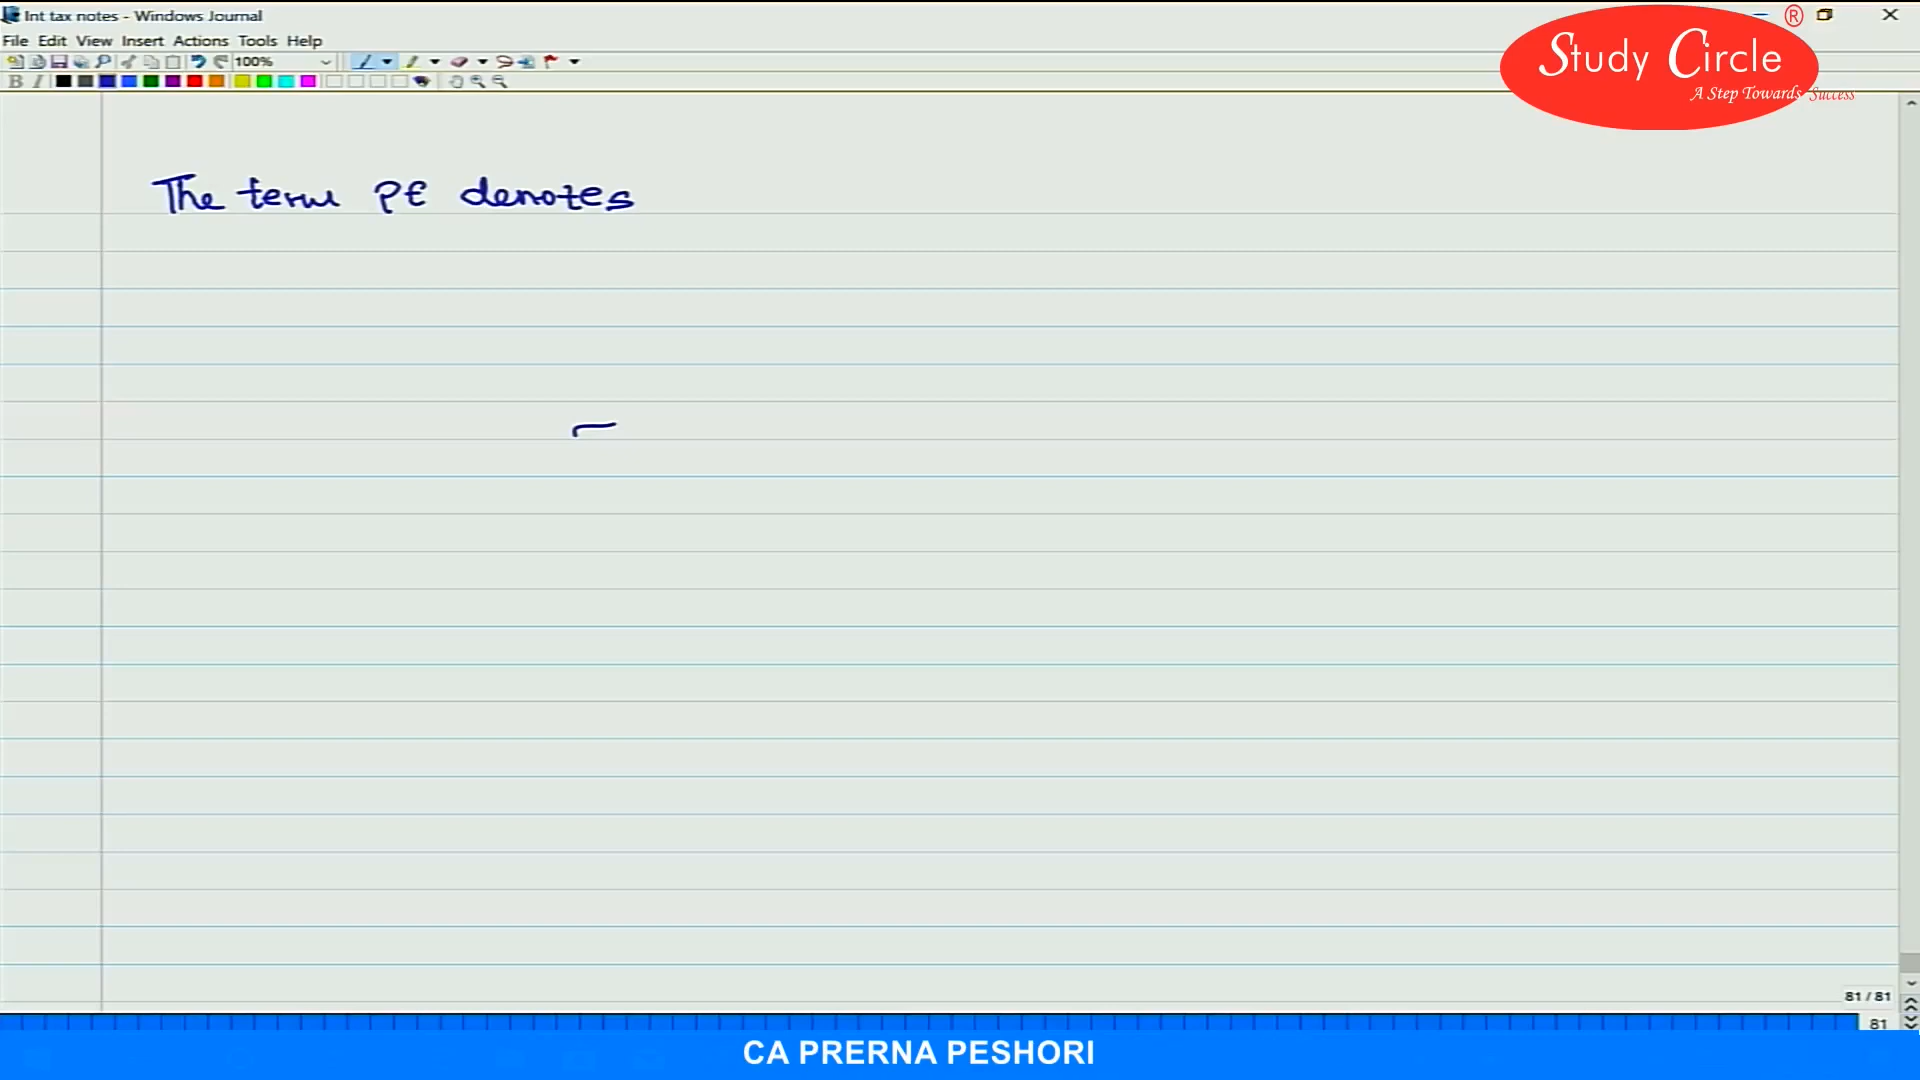 Int tax notes - Windows Journal
File Edit View Insert Actions Tools Help
100%
B I
Study Circle ®
A Step Towards Success
The term PE denotes
81 / 81
81
CA PRERNA PESHORI